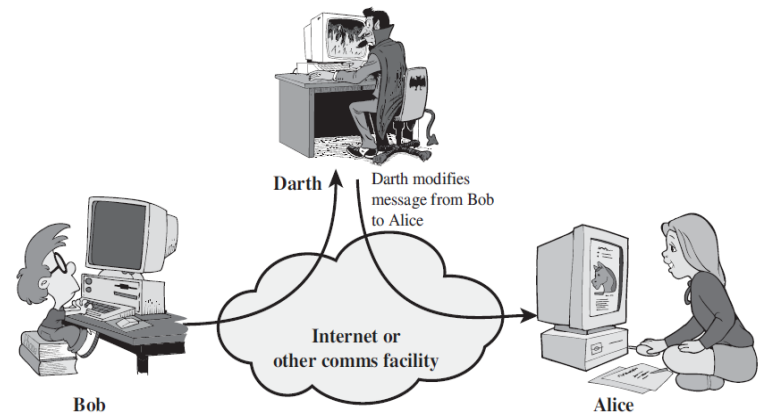 Darth
Darth modifies
message from Bob
to Alice
Internet or
other comms facility
Bob
Alice